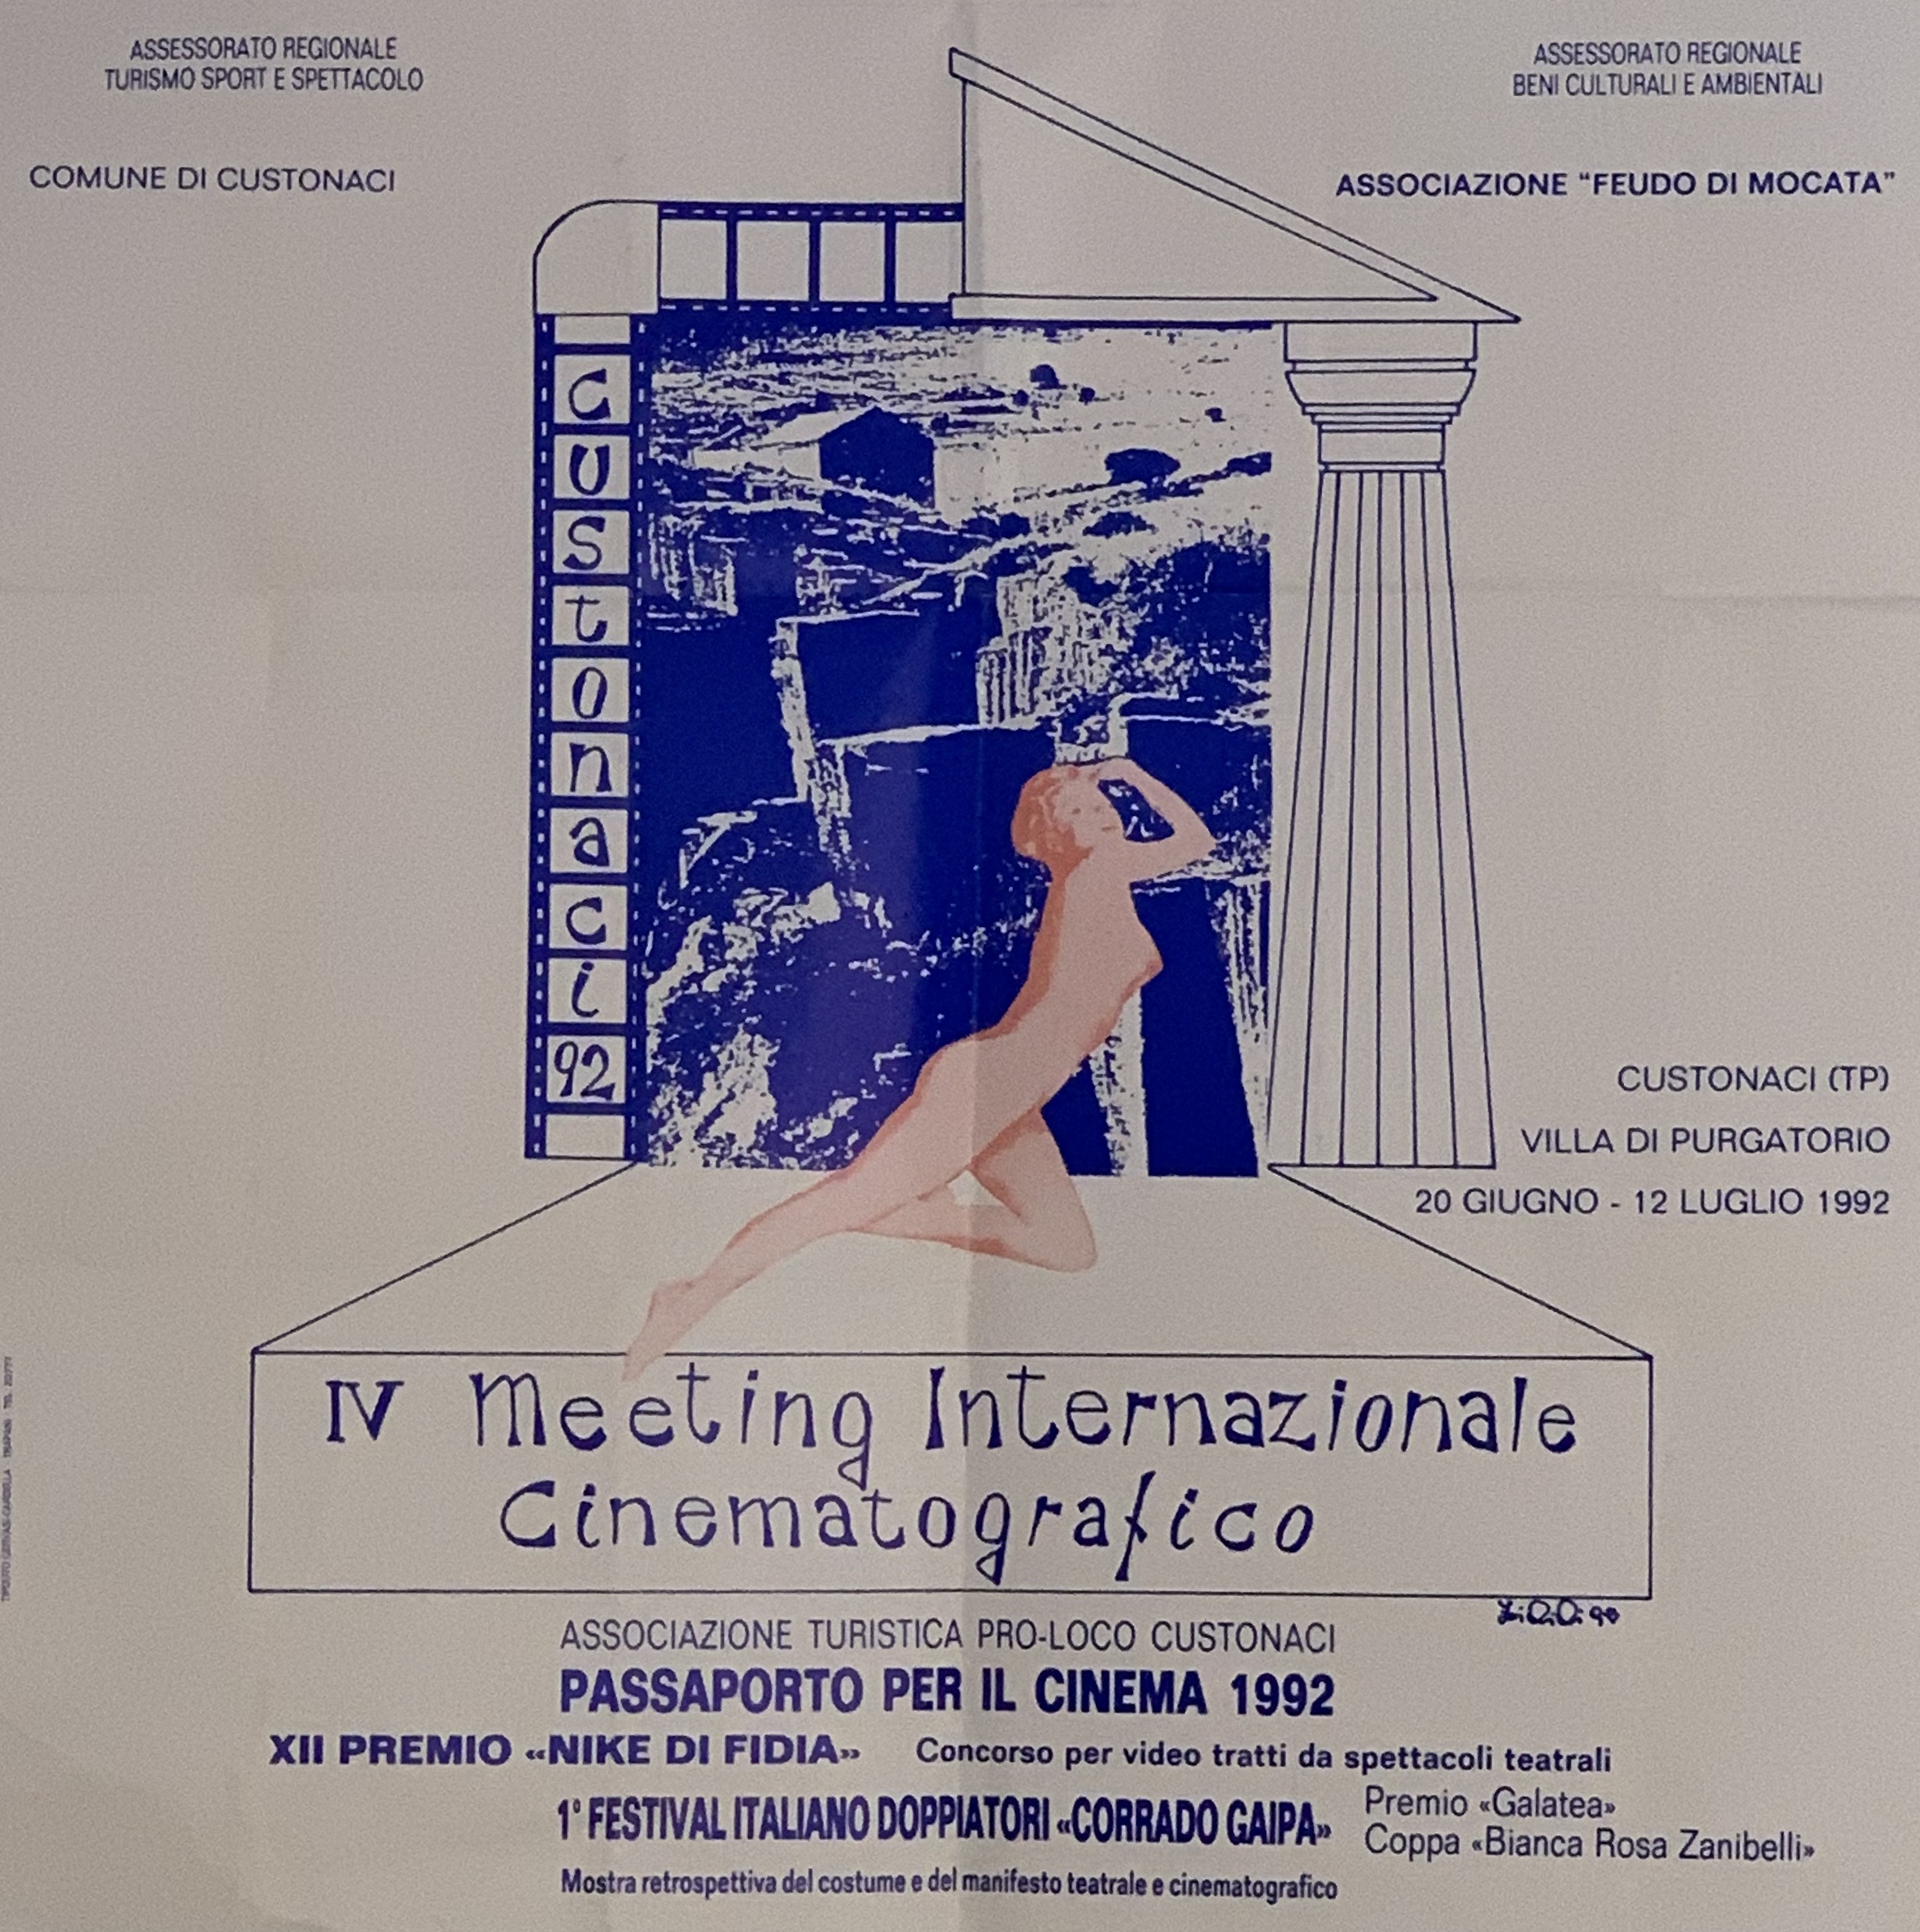 ASSESSORATO REGIONALE
TURISMO SPORT E SPETTACOLO
ASSESSORATO REGIONALE
BENI CULTURALI E AMBIENTALI
COMUNE DI CUSTONACI
ASSOCIAZIONE "FEUDO DI MOCATA"
Custonaci
92
CUSTONACI (TP)
VILLA DI PURGATORIO
20 GIUGNO - 12 LUGLIO 1992
IV Meeting Internazionale
Cinematografico
ASSOCIAZIONE TURISTICA PRO-LOCO CUSTONACI
PASSAPORTO PER IL CINEMA 1992
XII PREMIO «NIKE DI FIDIA» Concorso per video tratti da spettacoli teatrali
1° FESTIVAL ITALIANO DOPPIATORI «CORRADO GAIPA»
Premio «Galatea»
Coppa «Bianca Rosa Zanibelli»
Mostra retrospettiva del costume e del manifesto teatrale e cinematografico